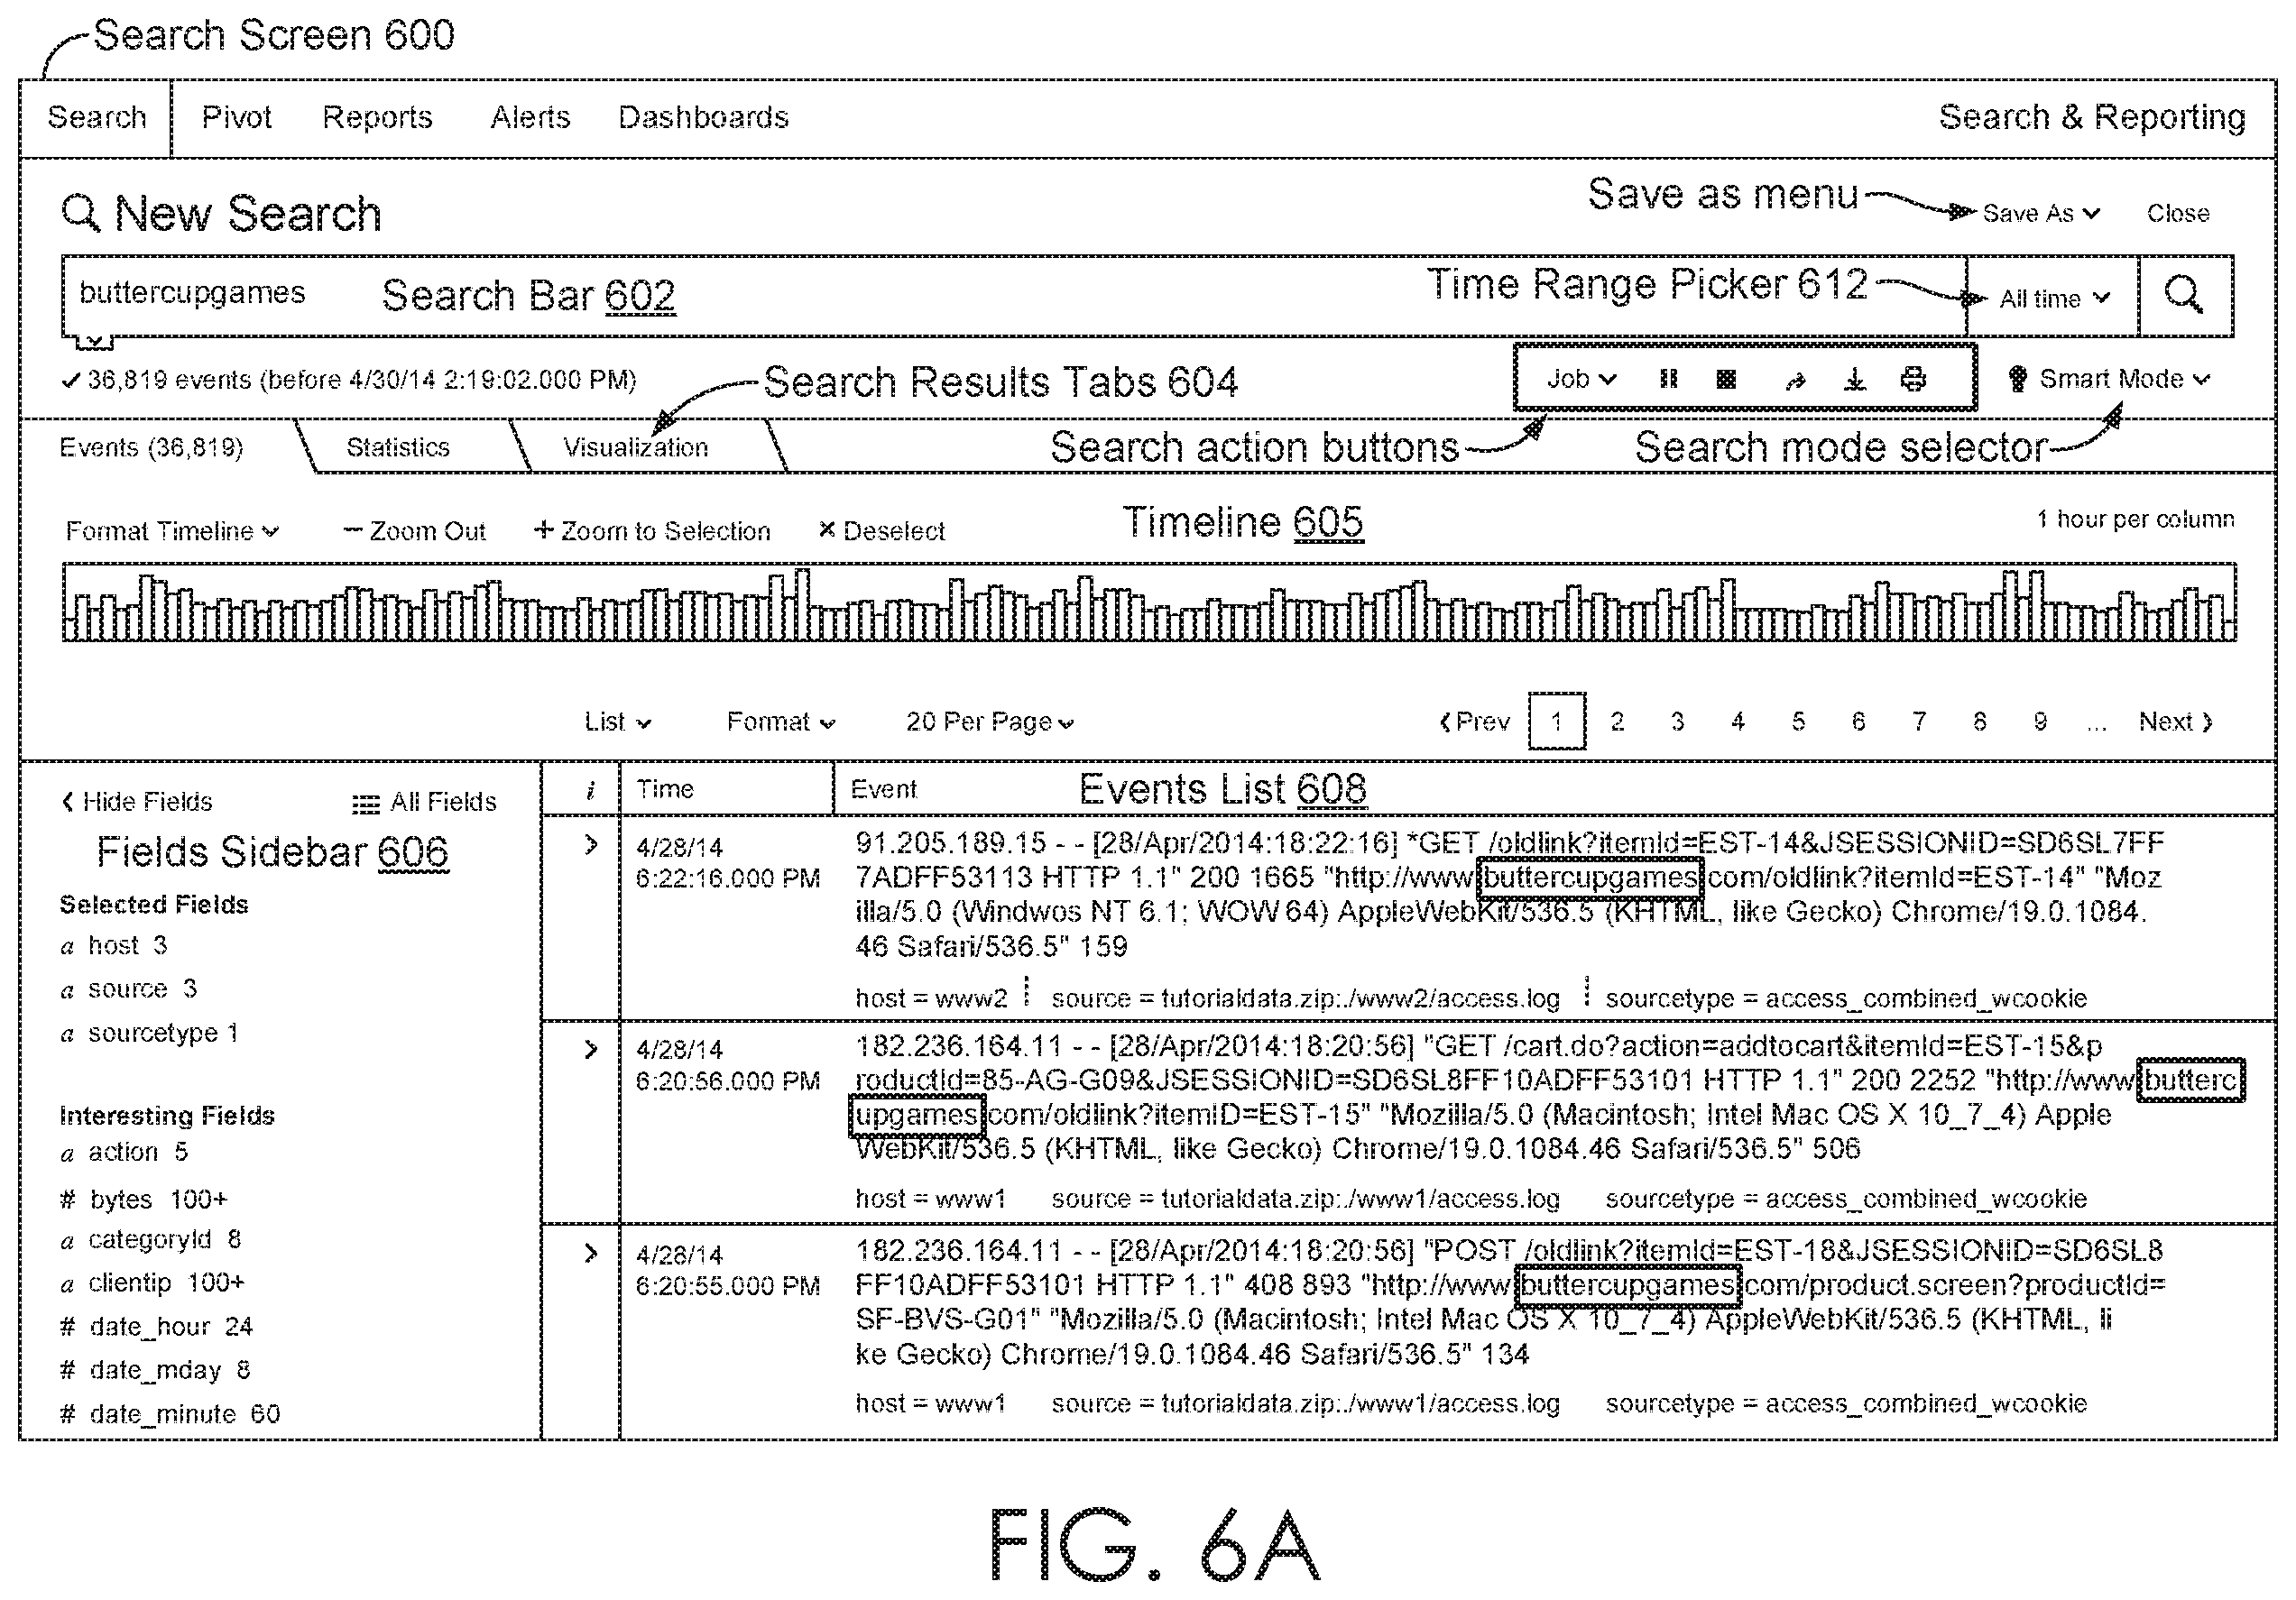 Search Screen 600
Search Pivot Reports Alerts Dashboards Search & Reporting
New Search
Save as menu Save As Close
buttercupgames Search Bar 602 Time Range Picker 612 All time
36,819 events (before 4/30/14 2:19:02.000 PM) Search Results Tabs 604 Job Smart Mode
Events (36,819) Statistics Visualization Search action buttons Search mode selector
Format Timeline — Zoom Out + Zoom to Selection × Deselect Timeline 605 1 hour per column
List Format 20 Per Page < Prev 1 2 3 4 5 6 7 8 9 ... Next >
< Hide Fields All Fields
Fields Sidebar 606
Selected Fields
a host 3
a source 3
a sourcetype 1
Interesting Fields
a action 5
# bytes 100+
a categoryId 8
a clientip 100+
# date_hour 24
# date_mday 8
# date_minute 60
i Time Event Events List 608
> 4/28/14
6:22:16.000 PM
91.205.189.15 - - [28/Apr/2014:18:22:16] *GET /oldlink?itemId=EST-14&JSESSIONID=SD6SL7FF
7ADFF53113 HTTP 1.1" 200 1665 "http://www.buttercupgames.com/oldlink?itemId=EST-14" "Moz
illa/5.0 (Windwos NT 6.1; WOW 64) AppleWebKit/536.5 (KHTML, like Gecko) Chrome/19.0.1084.
46 Safari/536.5" 159
host = www2 source = tutorialdata.zip:./www2/access.log sourcetype = access_combined_wcookie
> 4/28/14
6:20:56.000 PM
182.236.164.11 - - [28/Apr/2014:18:20:56] "GET /cart.do?action=addtocart&itemId=EST-15&p
roductId=85-AG-G09&JSESSIONID=SD6SL8FF10ADFF53101 HTTP 1.1" 200 2252 "http://www.butterc
upgames.com/oldlink?itemID=EST-15" "Mozilla/5.0 (Macintosh; Intel Mac OS X 10_7_4) Apple
WebKit/536.5 (KHTML, like Gecko) Chrome/19.0.1084.46 Safari/536.5" 506
host = www1 source = tutorialdata.zip:./www1/access.log sourcetype = access_combined_wcookie
> 4/28/14
6:20:55.000 PM
182.236.164.11 - - [28/Apr/2014:18:20:56] "POST /oldlink?itemId=EST-18&JSESSIONID=SD6SL8
FF10ADFF53101 HTTP 1.1" 408 893 "http://www.buttercupgames.com/product.screen?productId=
SF-BVS-G01" "Mozilla/5.0 (Macintosh; Intel Mac OS X 10_7_4) AppleWebKit/536.5 (KHTML, li
ke Gecko) Chrome/19.0.1084.46 Safari/536.5" 134
host = www1 source = tutorialdata.zip:./www1/access.log sourcetype = access_combined_wcookie
FIG. 6A